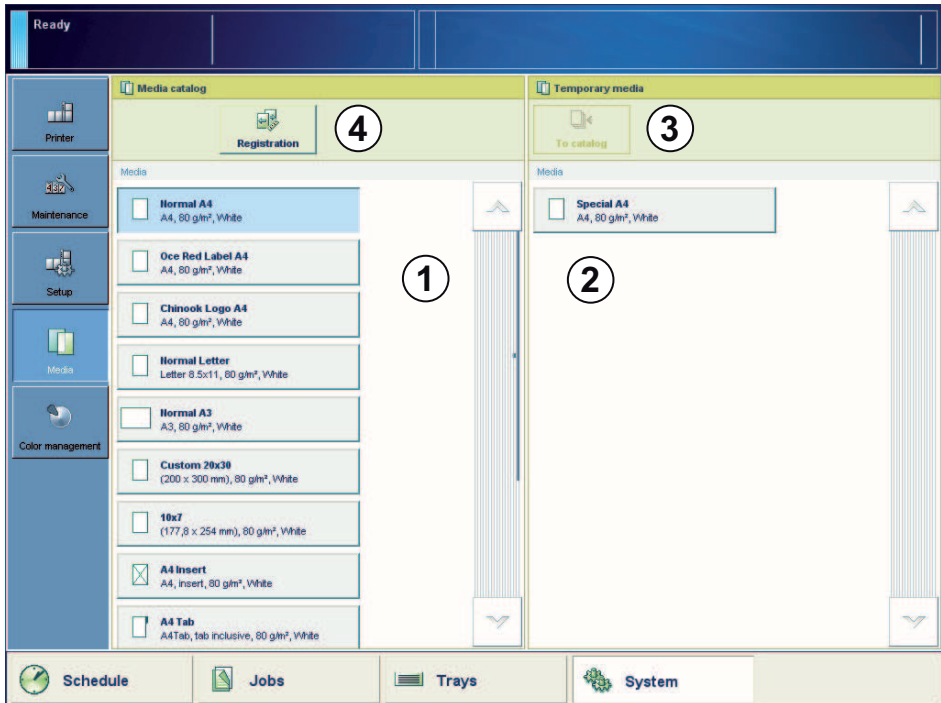 Ready
Media catalog
Temporary media
Printer
Registration
4
To catalog
3
Media
Media
Maintenance
Normal A4
A4, 80 g/m², White
Special A4
A4, 80 g/m², White
Oce Red Label A4
A4, 80 g/m², White
1
2
Setup
Chinook Logo A4
A4, 80 g/m², White
Media
Normal Letter
Letter 8.5x11, 80 g/m², White
Normal A3
A3, 80 g/m², White
Color management
Custom 20x30
(200 x 300 mm), 80 g/m², White
10x7
(177,8 x 254 mm), 80 g/m², White
A4 Insert
A4, insert, 80 g/m², White
A4 Tab
A4Tab, tab inclusive, 80 g/m², White
Schedule
Jobs
Trays
System